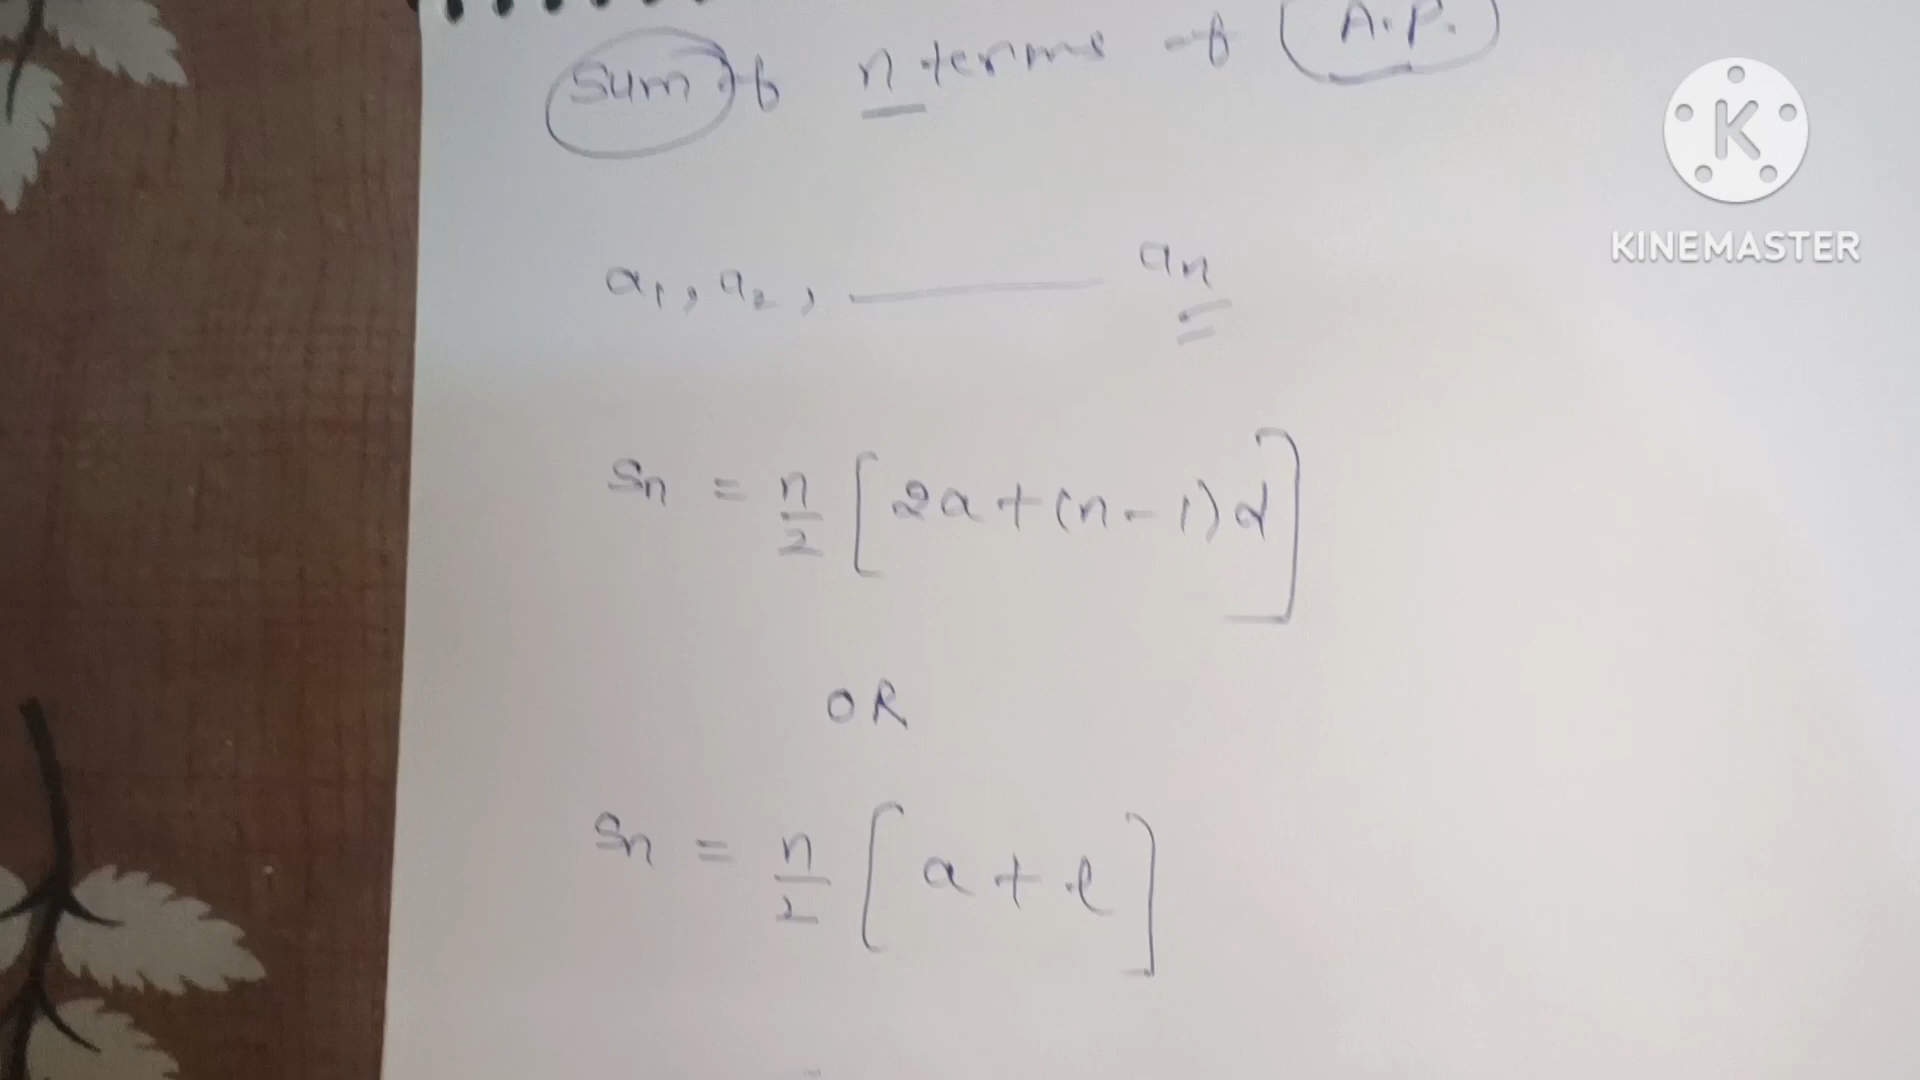 Sum of n terms of A.P.
K
KINEMASTER
a1, a2, ——— an
Sn = n/2 [2a + (n - 1) d]
OR
Sn = n/2 [a + l]